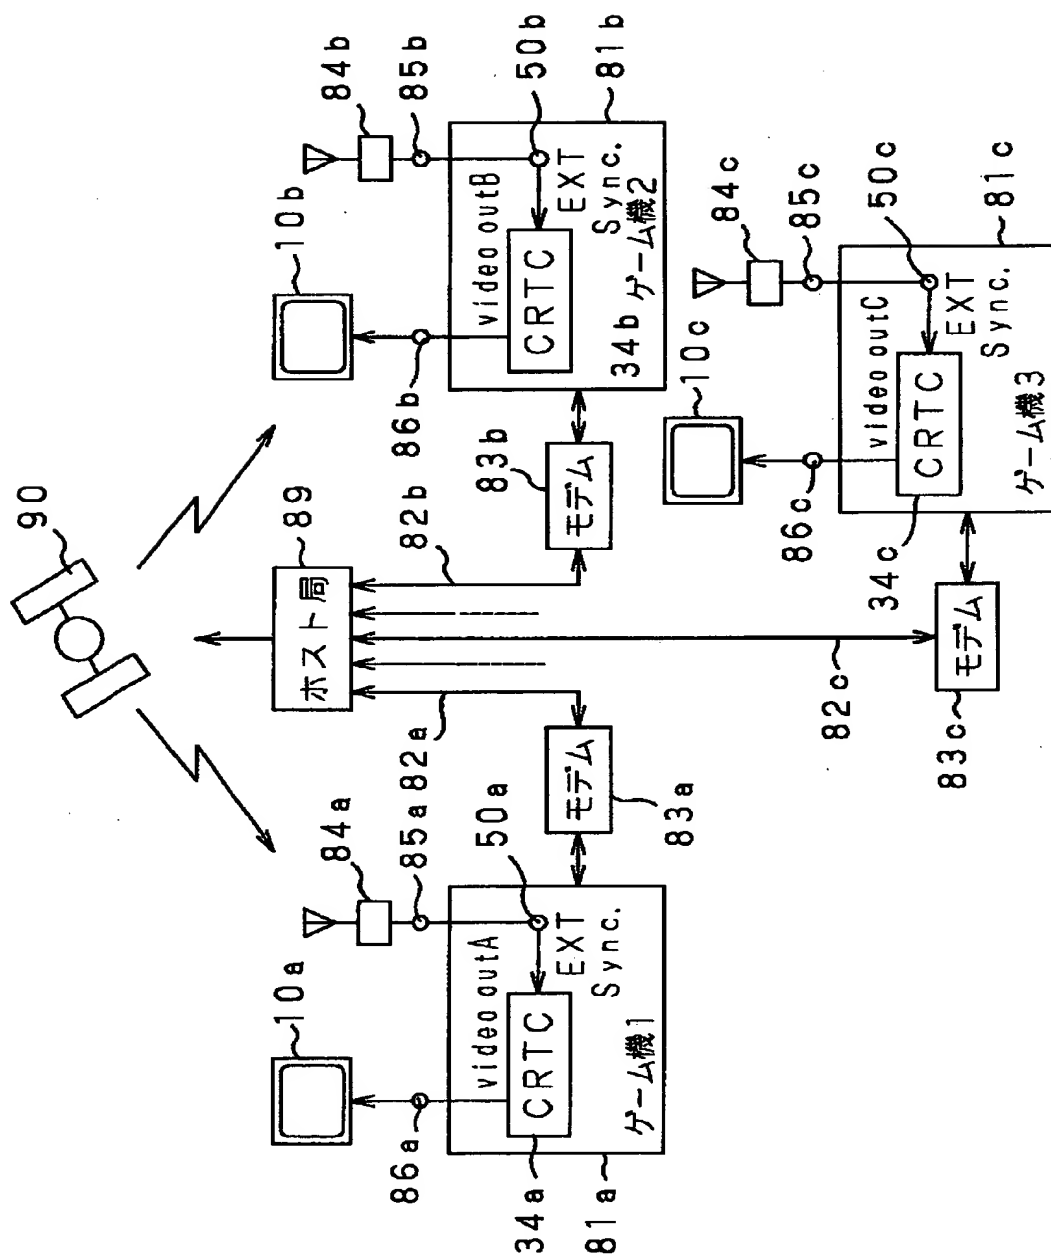 90
89
ホスト局
10a
84a
85a
82a
86a
video outA
50a
CRTC
EXT
Sync.
34a
ゲーム機1
81a
モデム
83a
10b
84b
85b
82b
86b
video outB
50b
CRTC
EXT
Sync.
34b
ゲーム機2
81b
モデム
83b
10c
84c
85c
82c
86c
video outC
50c
CRTC
EXT
Sync.
34c
ゲーム機3
81c
モデム
83c